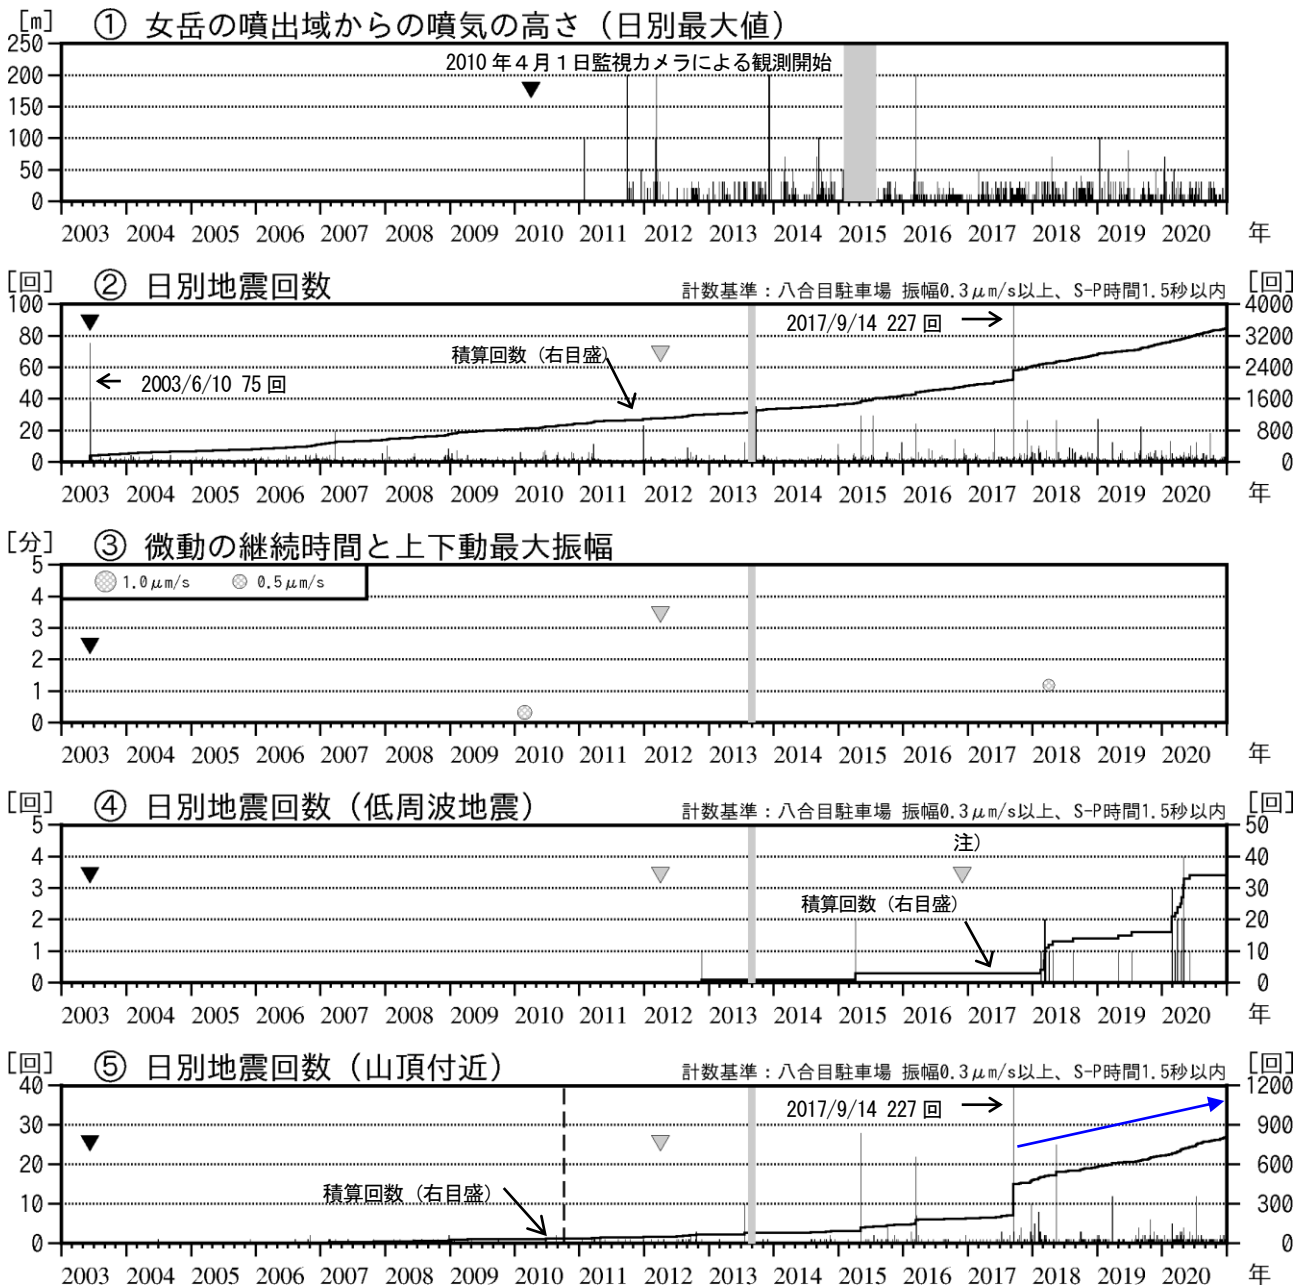 [m] ① 女岳の噴出域からの噴気の高さ（日別最大値）
250
200
150
100
50
0
2010 年４月１日監視カメラによる観測開始
2003 2004 2005 2006 2007 2008 2009 2010 2011 2012 2013 2014 2015 2016 2017 2018 2019 2020 年
[回] ② 日別地震回数 計数基準：八合目駐車場 振幅0.3μm/s以上、S-P時間1.5秒以内 [回]
100 4000
80 3200
60 2400
40 1600
20 800
0 0
2017/9/14 227 回
積算回数（右目盛）
2003/6/10 75 回
2003 2004 2005 2006 2007 2008 2009 2010 2011 2012 2013 2014 2015 2016 2017 2018 2019 2020 年
[分] ③ 微動の継続時間と上下動最大振幅
5
4
3
2
1
0
1.0μm/s 0.5μm/s
2003 2004 2005 2006 2007 2008 2009 2010 2011 2012 2013 2014 2015 2016 2017 2018 2019 2020 年
[回] ④ 日別地震回数（低周波地震） 計数基準：八合目駐車場 振幅0.3μm/s以上、S-P時間1.5秒以内 [回]
5 50
4 40
3 30
2 20
1 10
0 0
注）
積算回数（右目盛）
2003 2004 2005 2006 2007 2008 2009 2010 2011 2012 2013 2014 2015 2016 2017 2018 2019 2020 年
[回] ⑤ 日別地震回数（山頂付近） 計数基準：八合目駐車場 振幅0.3μm/s以上、S-P時間1.5秒以内 [回]
40 1200
30 900
20 600
10 300
0 0
2017/9/14 227 回
積算回数（右目盛）
2003 2004 2005 2006 2007 2008 2009 2010 2011 2012 2013 2014 2015 2016 2017 2018 2019 2020 年